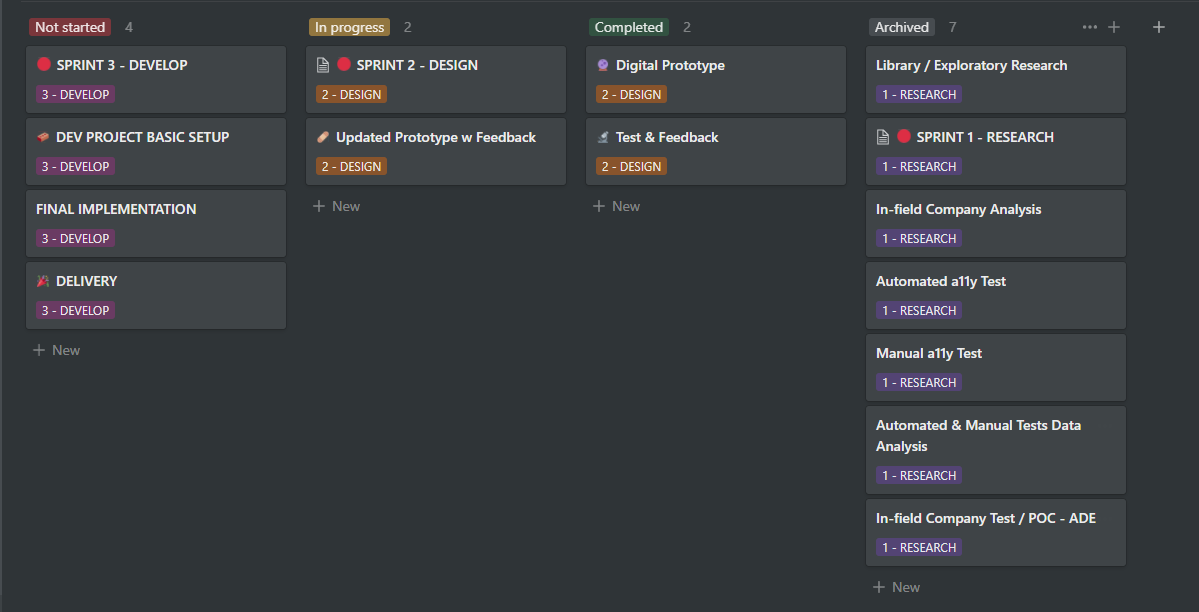 Not started 4
SPRINT 3 - DEVELOP
3 - DEVELOP
DEV PROJECT BASIC SETUP
3 - DEVELOP
FINAL IMPLEMENTATION
3 - DEVELOP
DELIVERY
3 - DEVELOP
+ New
In progress 2
SPRINT 2 - DESIGN
2 - DESIGN
Updated Prototype w Feedback
2 - DESIGN
+ New
Completed 2
Digital Prototype
2 - DESIGN
Test & Feedback
2 - DESIGN
+ New
Archived 7
Library / Exploratory Research
1 - RESEARCH
SPRINT 1 - RESEARCH
1 - RESEARCH
In-field Company Analysis
1 - RESEARCH
Automated a11y Test
1 - RESEARCH
Manual a11y Test
1 - RESEARCH
Automated & Manual Tests Data
Analysis
1 - RESEARCH
In-field Company Test / POC - ADE
1 - RESEARCH
+ New